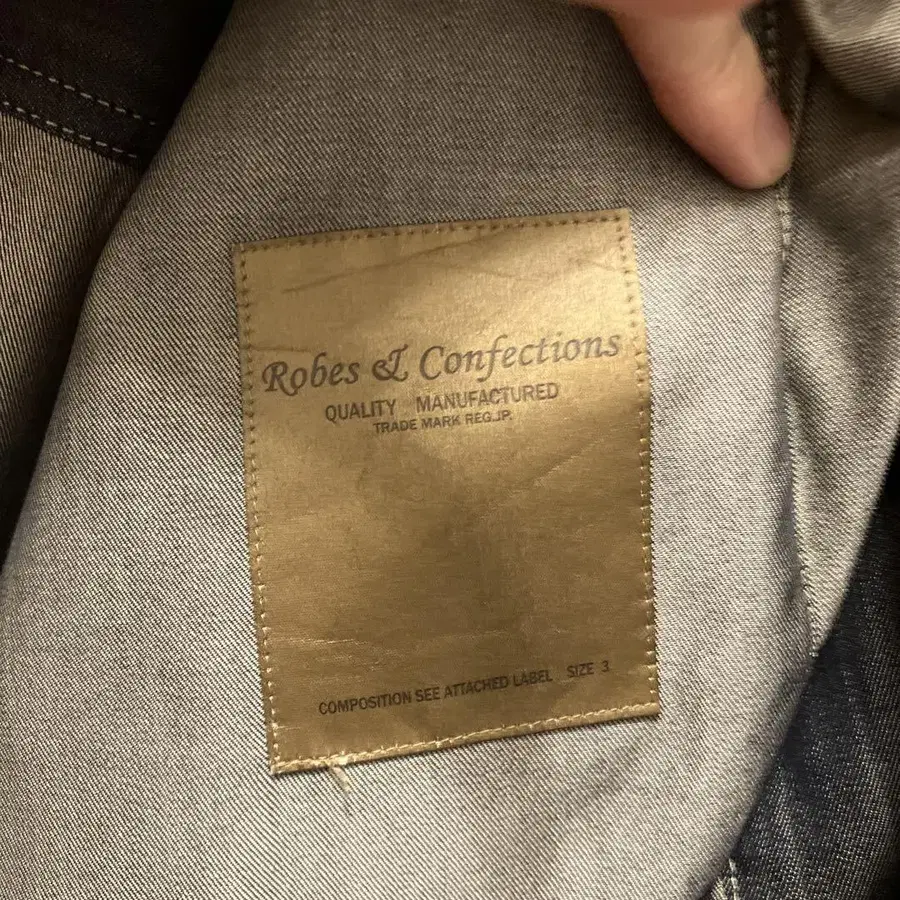 Robes & Confections
QUALITY MANUFACTURED
TRADE MARK REG.JP.
COMPOSITION SEE ATTACHED LABEL SIZE 3